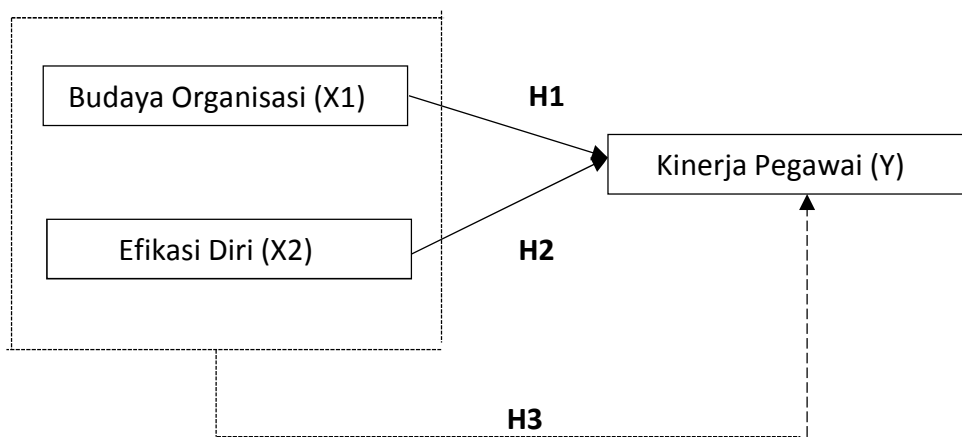 Budaya Organisasi (X1)
H1
Kinerja Pegawai (Y)
Efikasi Diri (X2)
H2
H3